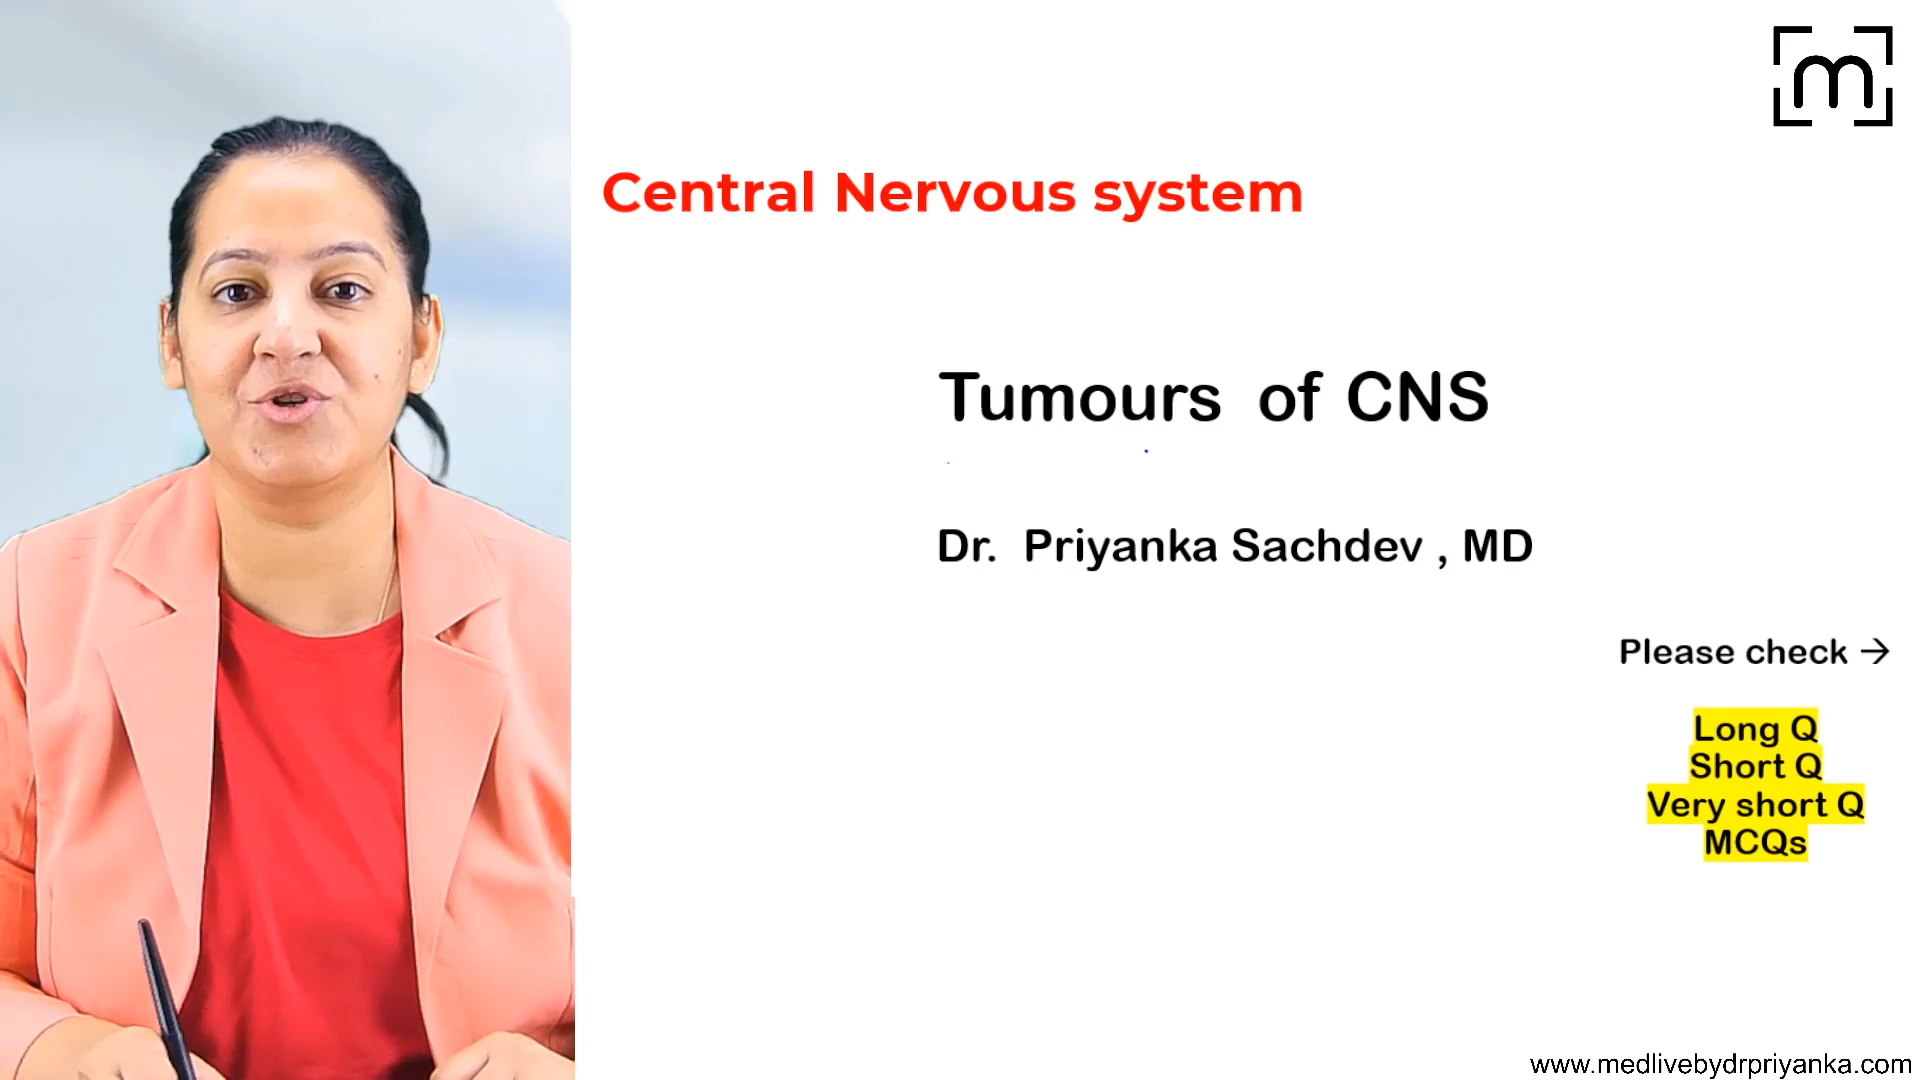 m
Central Nervous system
Tumours of CNS
Dr. Priyanka Sachdev , MD
Please check →
Long Q
Short Q
Very short Q
MCQs
www.medlivebydrpriyanka.com